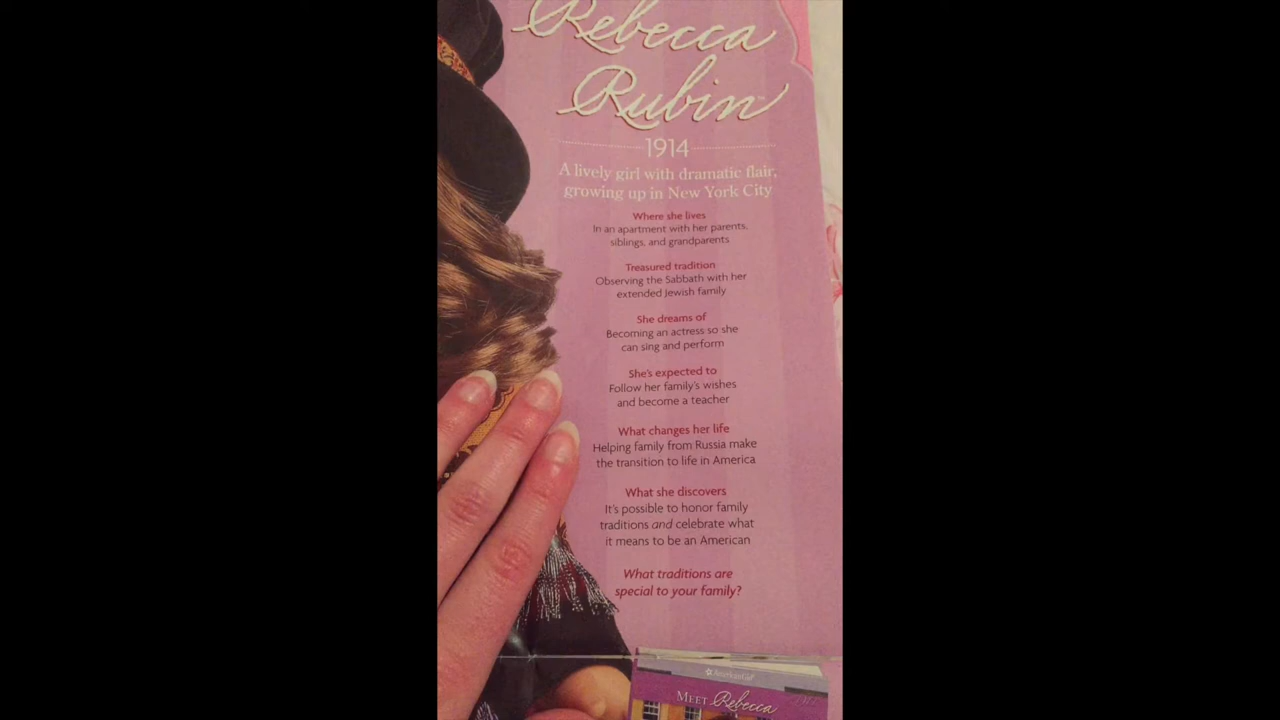 Rebecca
Rubin™
1914
A lively girl with dramatic flair,
growing up in New York City
Where she lives
In an apartment with her parents,
siblings, and grandparents
Treasured tradition
Observing the Sabbath with her
extended Jewish family
She dreams of
Becoming an actress so she
can sing and perform
She's expected to
Follow her family's wishes
and become a teacher
What changes her life
Helping family from Russia make
the transition to life in America
What she discovers
It's possible to honor family
traditions and celebrate what
it means to be an American
What traditions are
special to your family?
American Girl®
MEET Rebecca